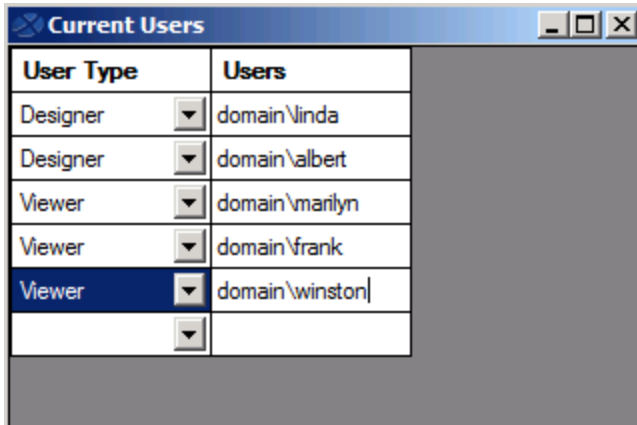 Current Users
User Type Users
Designer domain\linda
Designer domain\albert
Viewer domain\marilyn
Viewer domain\frank
Viewer domain\winston